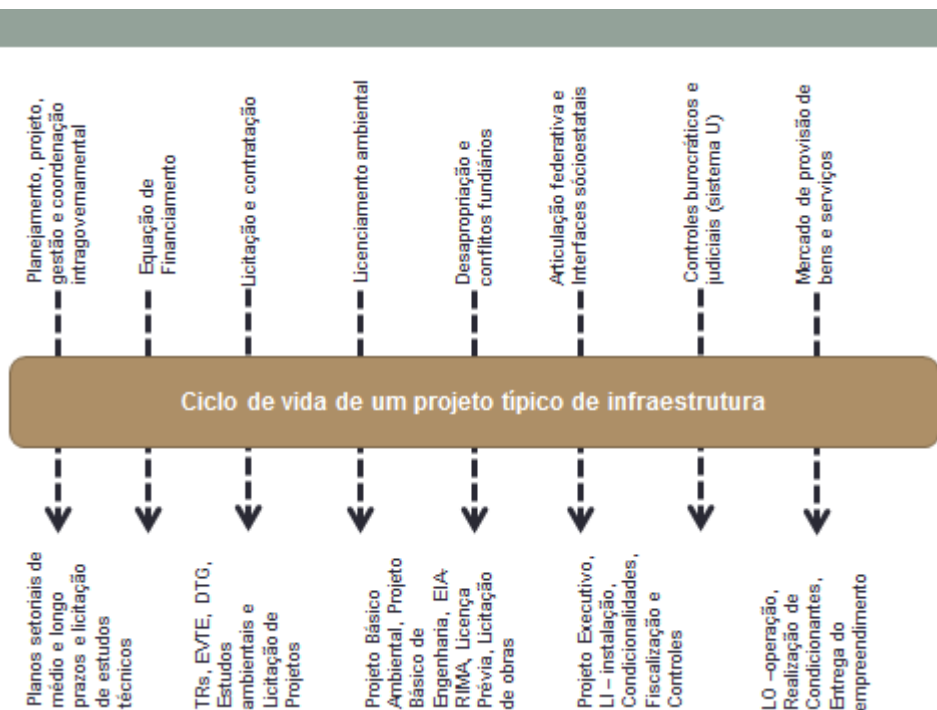 Planejamento, projeto,
gestão e coordenação
intragovernamental
Equação de
Financiamento
Licitação e contratação
Licenciamento ambiental
Desapropriação e
conflitos fundiários
Articulação federativa e
Interfaces sócioestatais
Controles burocráticos e
judiciais (sistema U)
Mercado de provisão de
bens e serviços
Ciclo de vida de um projeto típico de infraestrutura
Planos setoriais de
médio e longo
prazos e licitação
de estudos
técnicos
TRs, EVTE, DTG,
Estudos
ambientais e
Licitação de
Projetos
Projeto Básico
Ambiental, Projeto
Básico de
Engenharia, EIA-
RIMA, Licença
Prévia, Licitação
de obras
Projeto Executivo,
LI – instalação,
Condicionalidades,
Fiscalização e
Controles
LO –operação,
Realização de
Condicionantes,
Entrega do
empreendimento